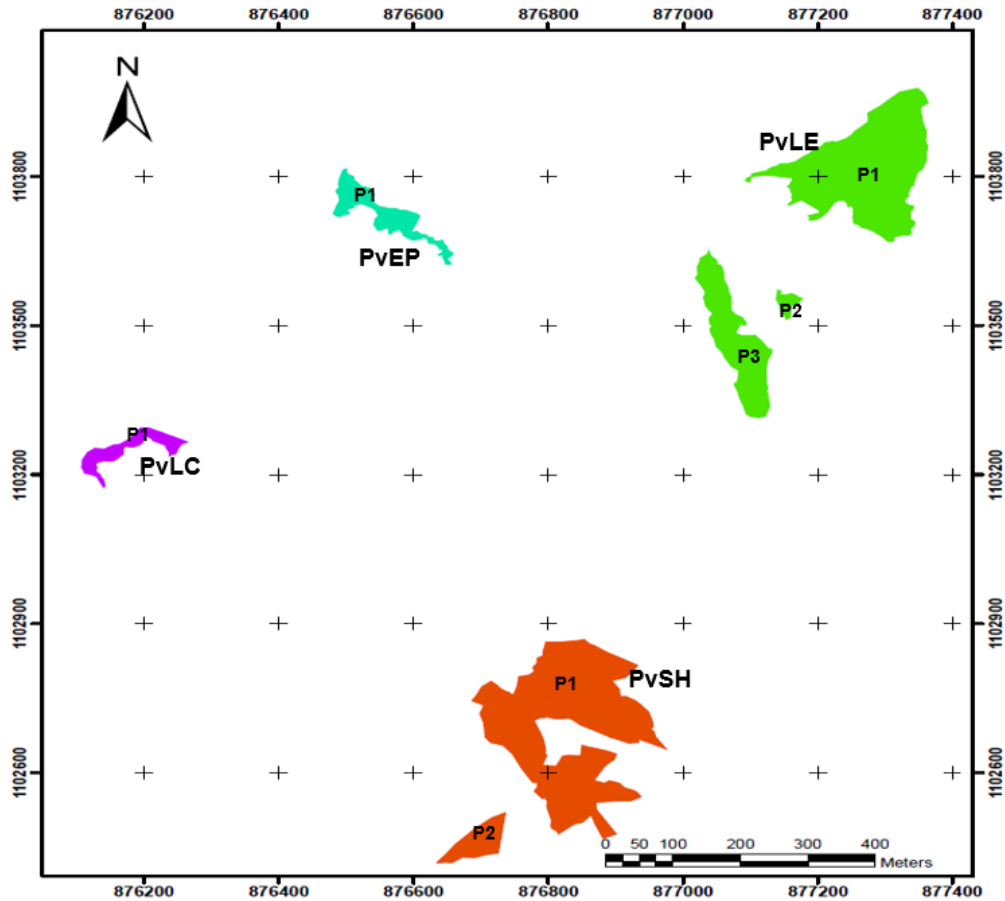 876200 876400 876600 876800 877000 877200 877400
N
PvLE
1103800 P1 P1 1103800
PvEP
P2
1103500 1103500
P3
P1
PvLC
1103200 1103200
1102900 1102900
P1 PvSH
1102600 1102600
P2
0 50 100 200 300 400
Meters
876200 876400 876600 876800 877000 877200 877400